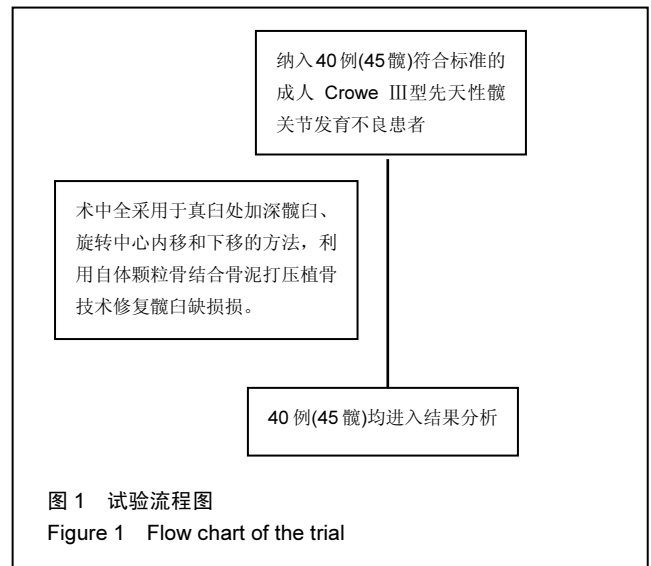 纳入40例(45髋)符合标准的
成人 Crowe Ⅲ型先天性髋
关节发育不良患者
术中全采用于真臼处加深髋臼、
旋转中心内移和下移的方法，利
用自体颗粒骨结合骨泥打压植骨
技术修复髋臼缺损损。
40 例(45 髋)均进入结果分析
图 1 试验流程图
Figure 1 Flow chart of the trial